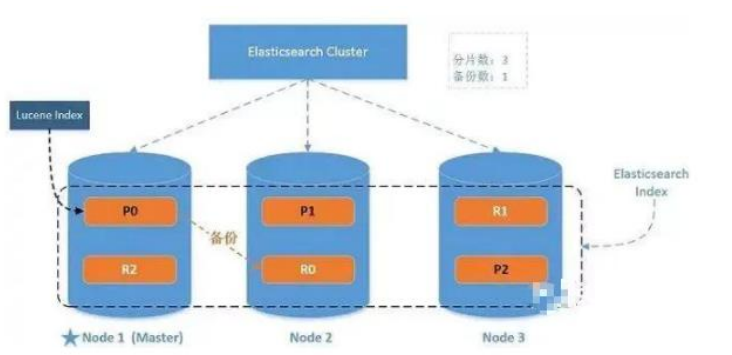 Elasticsearch Cluster
分片数：3
备份数：1
Lucene Index
Elasticsearch
Index
P0
P1
R1
备份
R2
R0
P2
Node 1 (Master)
Node 2
Node 3